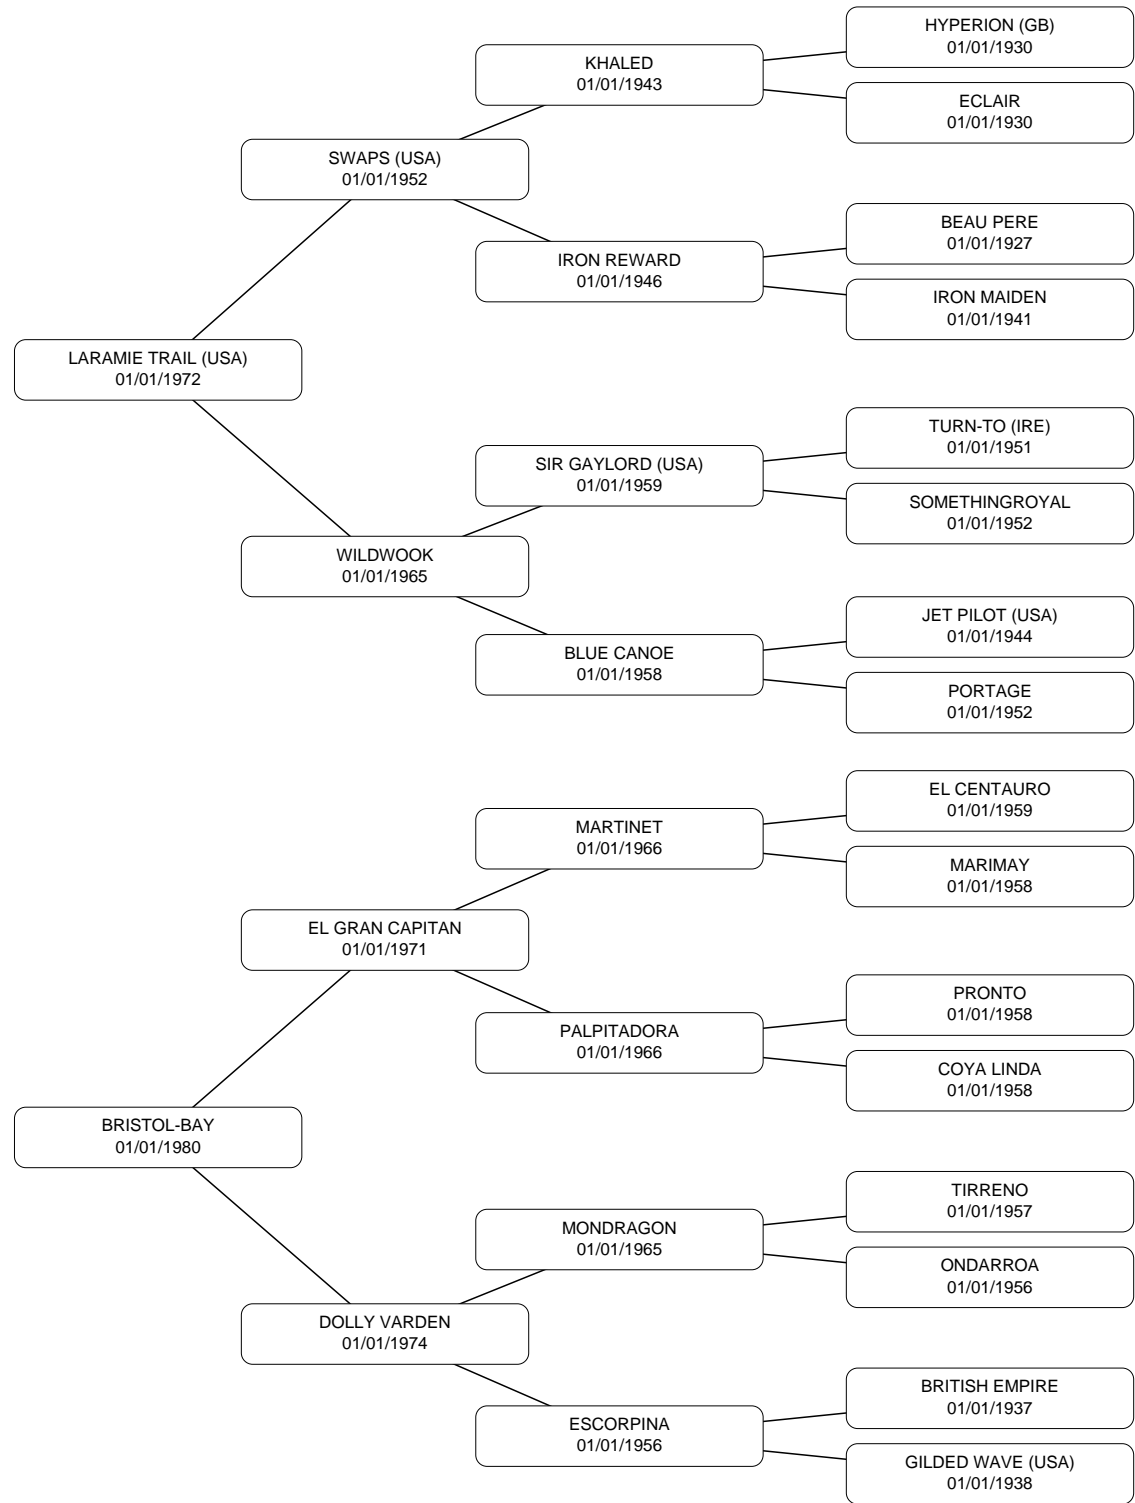 HYPERION (GB)
01/01/1930
KHALED
01/01/1943
ECLAIR
01/01/1930
SWAPS (USA)
01/01/1952
BEAU PERE
01/01/1927
IRON REWARD
01/01/1946
IRON MAIDEN
01/01/1941
LARAMIE TRAIL (USA)
01/01/1972
TURN-TO (IRE)
01/01/1951
SIR GAYLORD (USA)
01/01/1959
SOMETHINGROYAL
01/01/1952
WILDWOOK
01/01/1965
JET PILOT (USA)
01/01/1944
BLUE CANOE
01/01/1958
PORTAGE
01/01/1952
EL CENTAURO
01/01/1959
MARTINET
01/01/1966
MARIMAY
01/01/1958
EL GRAN CAPITAN
01/01/1971
PRONTO
01/01/1958
PALPITADORA
01/01/1966
COYA LINDA
01/01/1958
BRISTOL-BAY
01/01/1980
TIRRENO
01/01/1957
MONDRAGON
01/01/1965
ONDARROA
01/01/1956
DOLLY VARDEN
01/01/1974
BRITISH EMPIRE
01/01/1937
ESCORPINA
01/01/1956
GILDED WAVE (USA)
01/01/1938